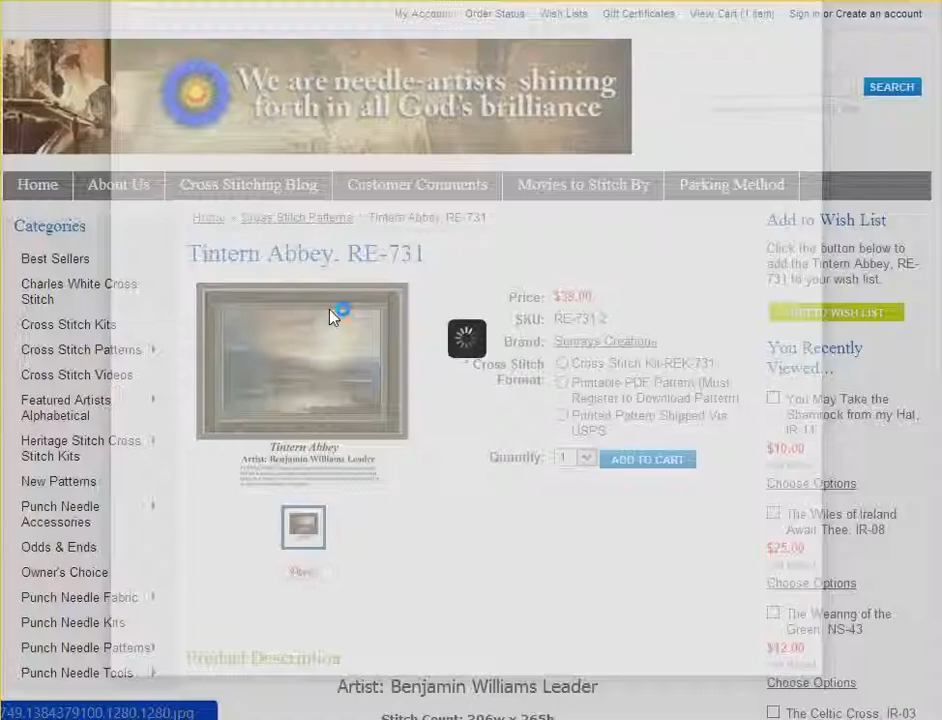 My Account Order Status Wish Lists Gift Certificates View Cart (1 item) Sign in or Create an account
We are needle-artists shining
forth in all God's brilliance
SEARCH
Home About Us Cross Stitching Blog Customer Comments Movies to Stitch By Parking Method
Categories
Best Sellers
Charles White Cross
Stitch
Cross Stitch Kits
Cross Stitch Patterns
Cross Stitch Videos
Featured Artists
Alphabetical
Heritage Stitch Cross
Stitch Kits
New Patterns
Punch Needle
Accessories
Odds & Ends
Owner's Choice
Punch Needle Fabric
Punch Needle Kits
Punch Needle Patterns
Punch Needle Tools
Home » Cross Stitch Patterns » Tintern Abbey, RE-731
Tintern Abbey, RE-731
Tintern Abbey
Artist: Benjamin Williams Leader
Price:
SKU: RE-731-2
Brand: Sunrays Creations
* Cross Stitch
Format:
Cross Stitch Kit-REK-731
Printable PDF Pattern (Must
Register to Download Pattern)
Printed Pattern Shipped Via
USPS
Quantity: 1 ADD TO CART
Product Description
Artist: Benjamin Williams Leader
Stitch Count: 206w x 265h
Add to Wish List
Click the button below to
add the Tintern Abbey, RE-
731 to your wish list.
ADD TO WISH LIST
You Recently
Viewed...
You May Take the
Shamrock from my Hat,
IR-11
$10.00
Choose Options
The Wiles of Ireland
Await Thee, IR-08
$25.00
Choose Options
The Wearing of the
Green, NS-43
$12.00
Choose Options
The Celtic Cross, IR-03
749.1384379100.1280.1280.jpg